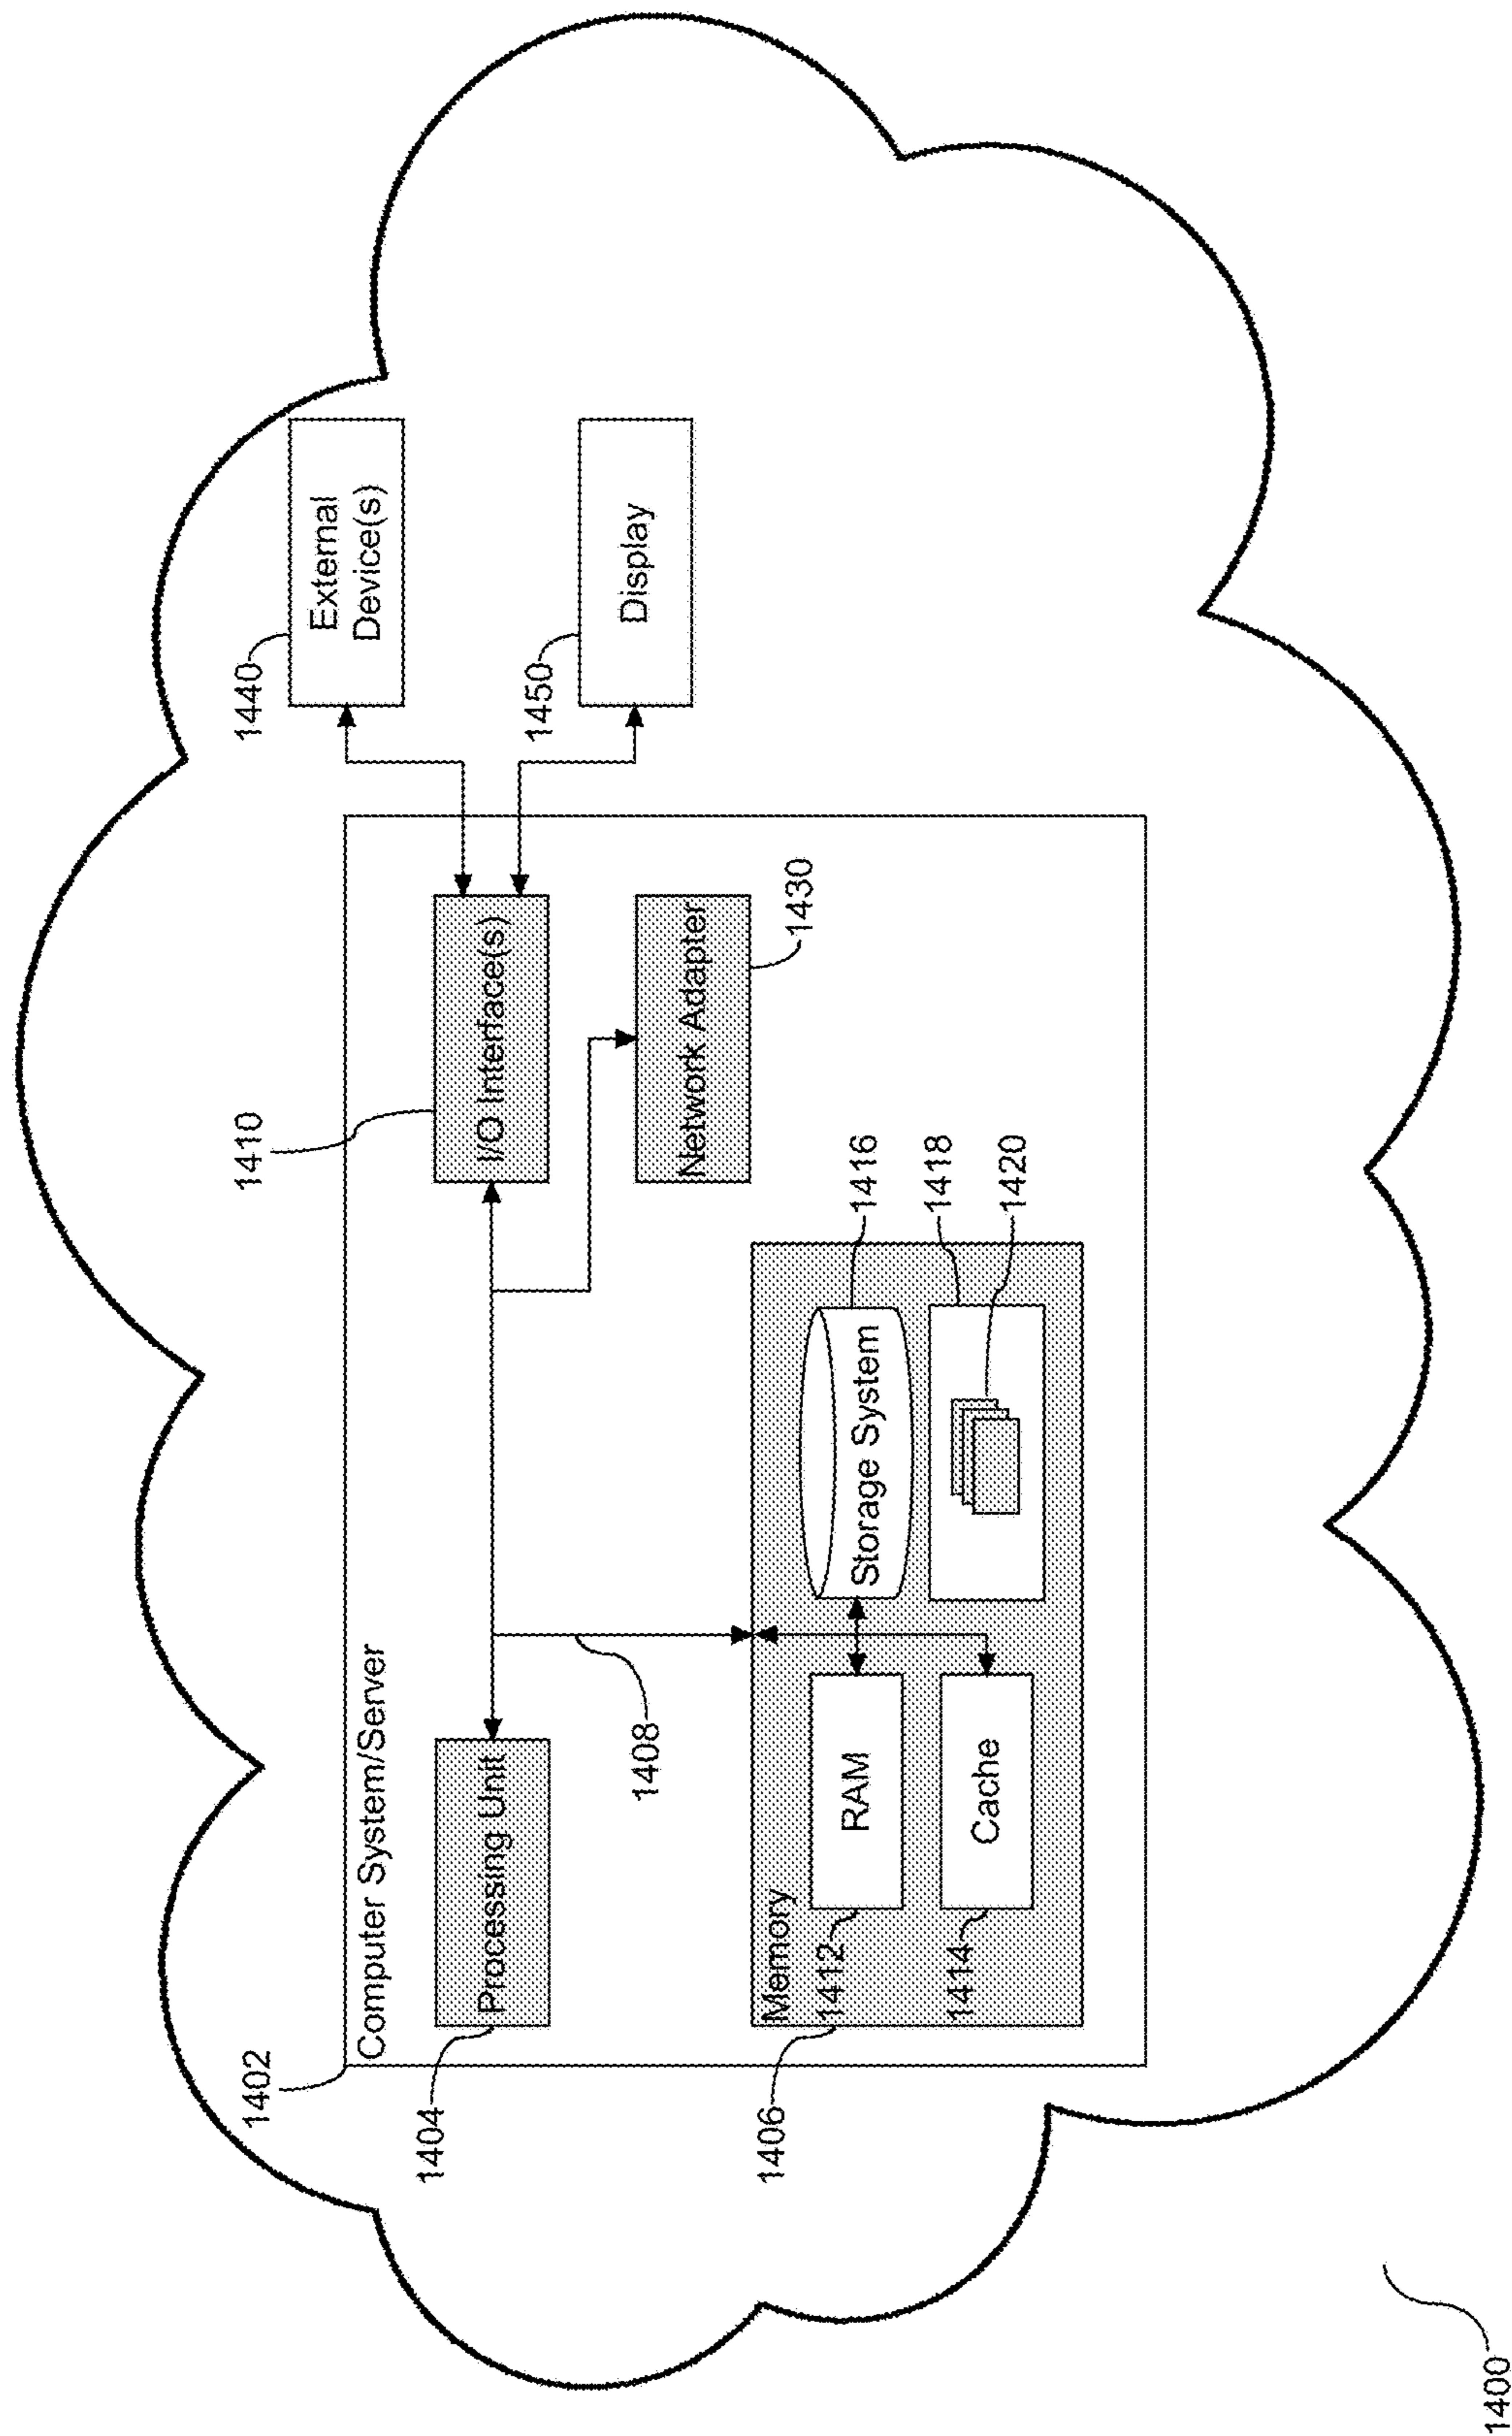 1440
External
Device(s)
1450
Display
1402
Computer System/Server
1410
I/O Interface(s)
1404
Processing Unit
1430
Network Adapter
1408
1406
Memory
1412
RAM
1416
Storage System
1414
Cache
1418
1420
1400